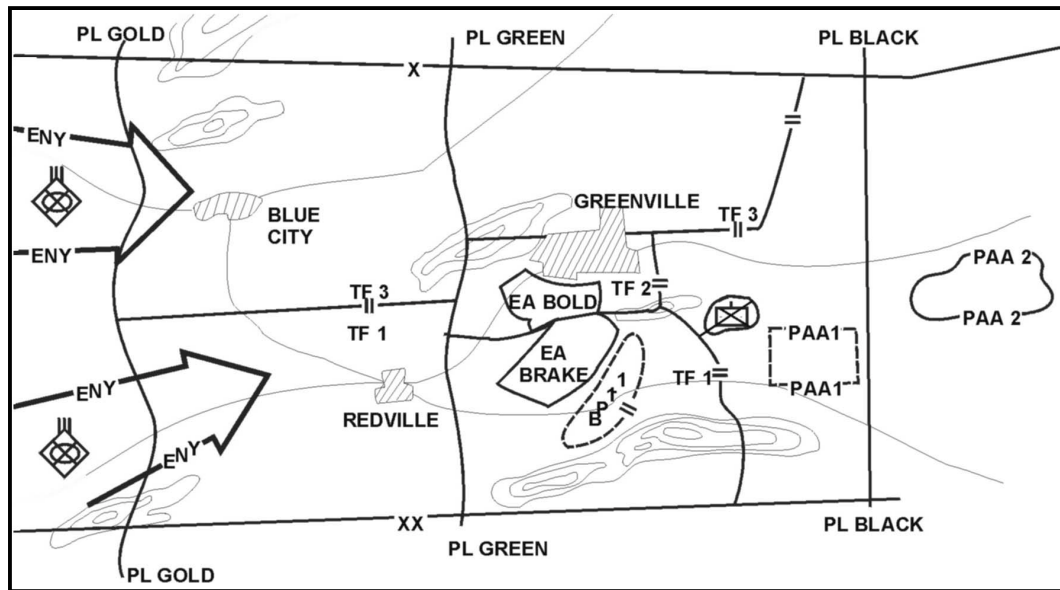 PL GOLD
PL GREEN
PL BLACK
X
ENY
ENY
BLUE
CITY
GREENVILLE
TF 3
TF 3
TF 1
TF 2
EA BOLD
EA
BRAKE
PAA 2
PAA 2
PAA1
PAA1
TF 1
BP 1
ENY
ENY
REDVILLE
XX
PL GREEN
PL BLACK
PL GOLD